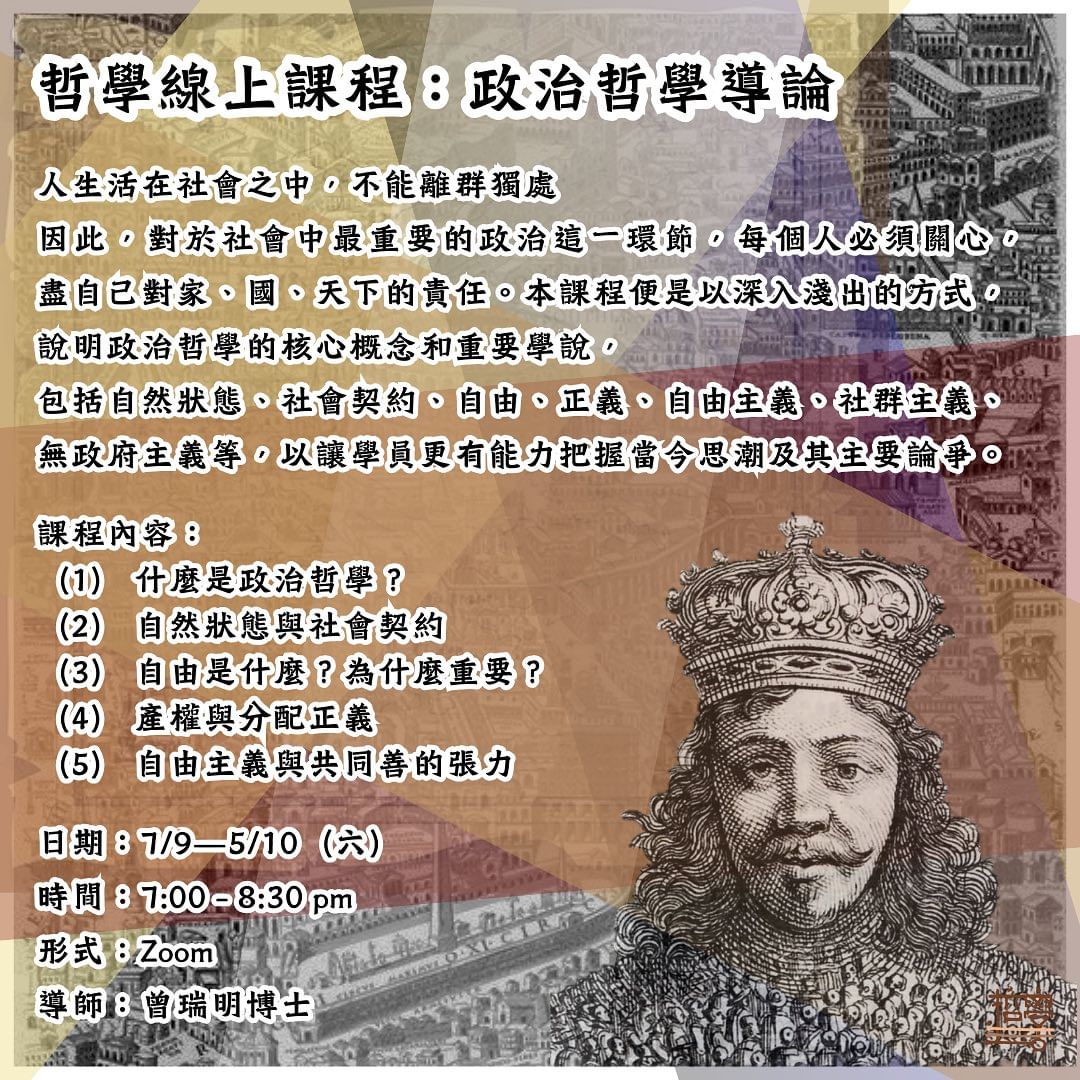 哲學線上課程：政治哲學導論
人生活在社會之中，不能離群獨處
因此，對於社會中最重要的政治這一環節，每個人必須關心，
盡自己對家、國、天下的責任。本課程便是以深入淺出的方式，
說明政治哲學的核心概念和重要學說，
包括自然狀態、社會契約、自由、正義、自由主義、社群主義、
無政府主義等，以讓學員更有能力把握當今思潮及其主要論爭。
課程內容：
(1) 什麼是政治哲學？
(2) 自然狀態與社會契約
(3) 自由是什麼？為什麼重要？
(4) 產權與分配正義
(5) 自由主義與共同善的張力
日期：7/9—5/10（六）
時間：7:00 – 8:30 pm
形式：Zoom
導師：曾瑞明博士